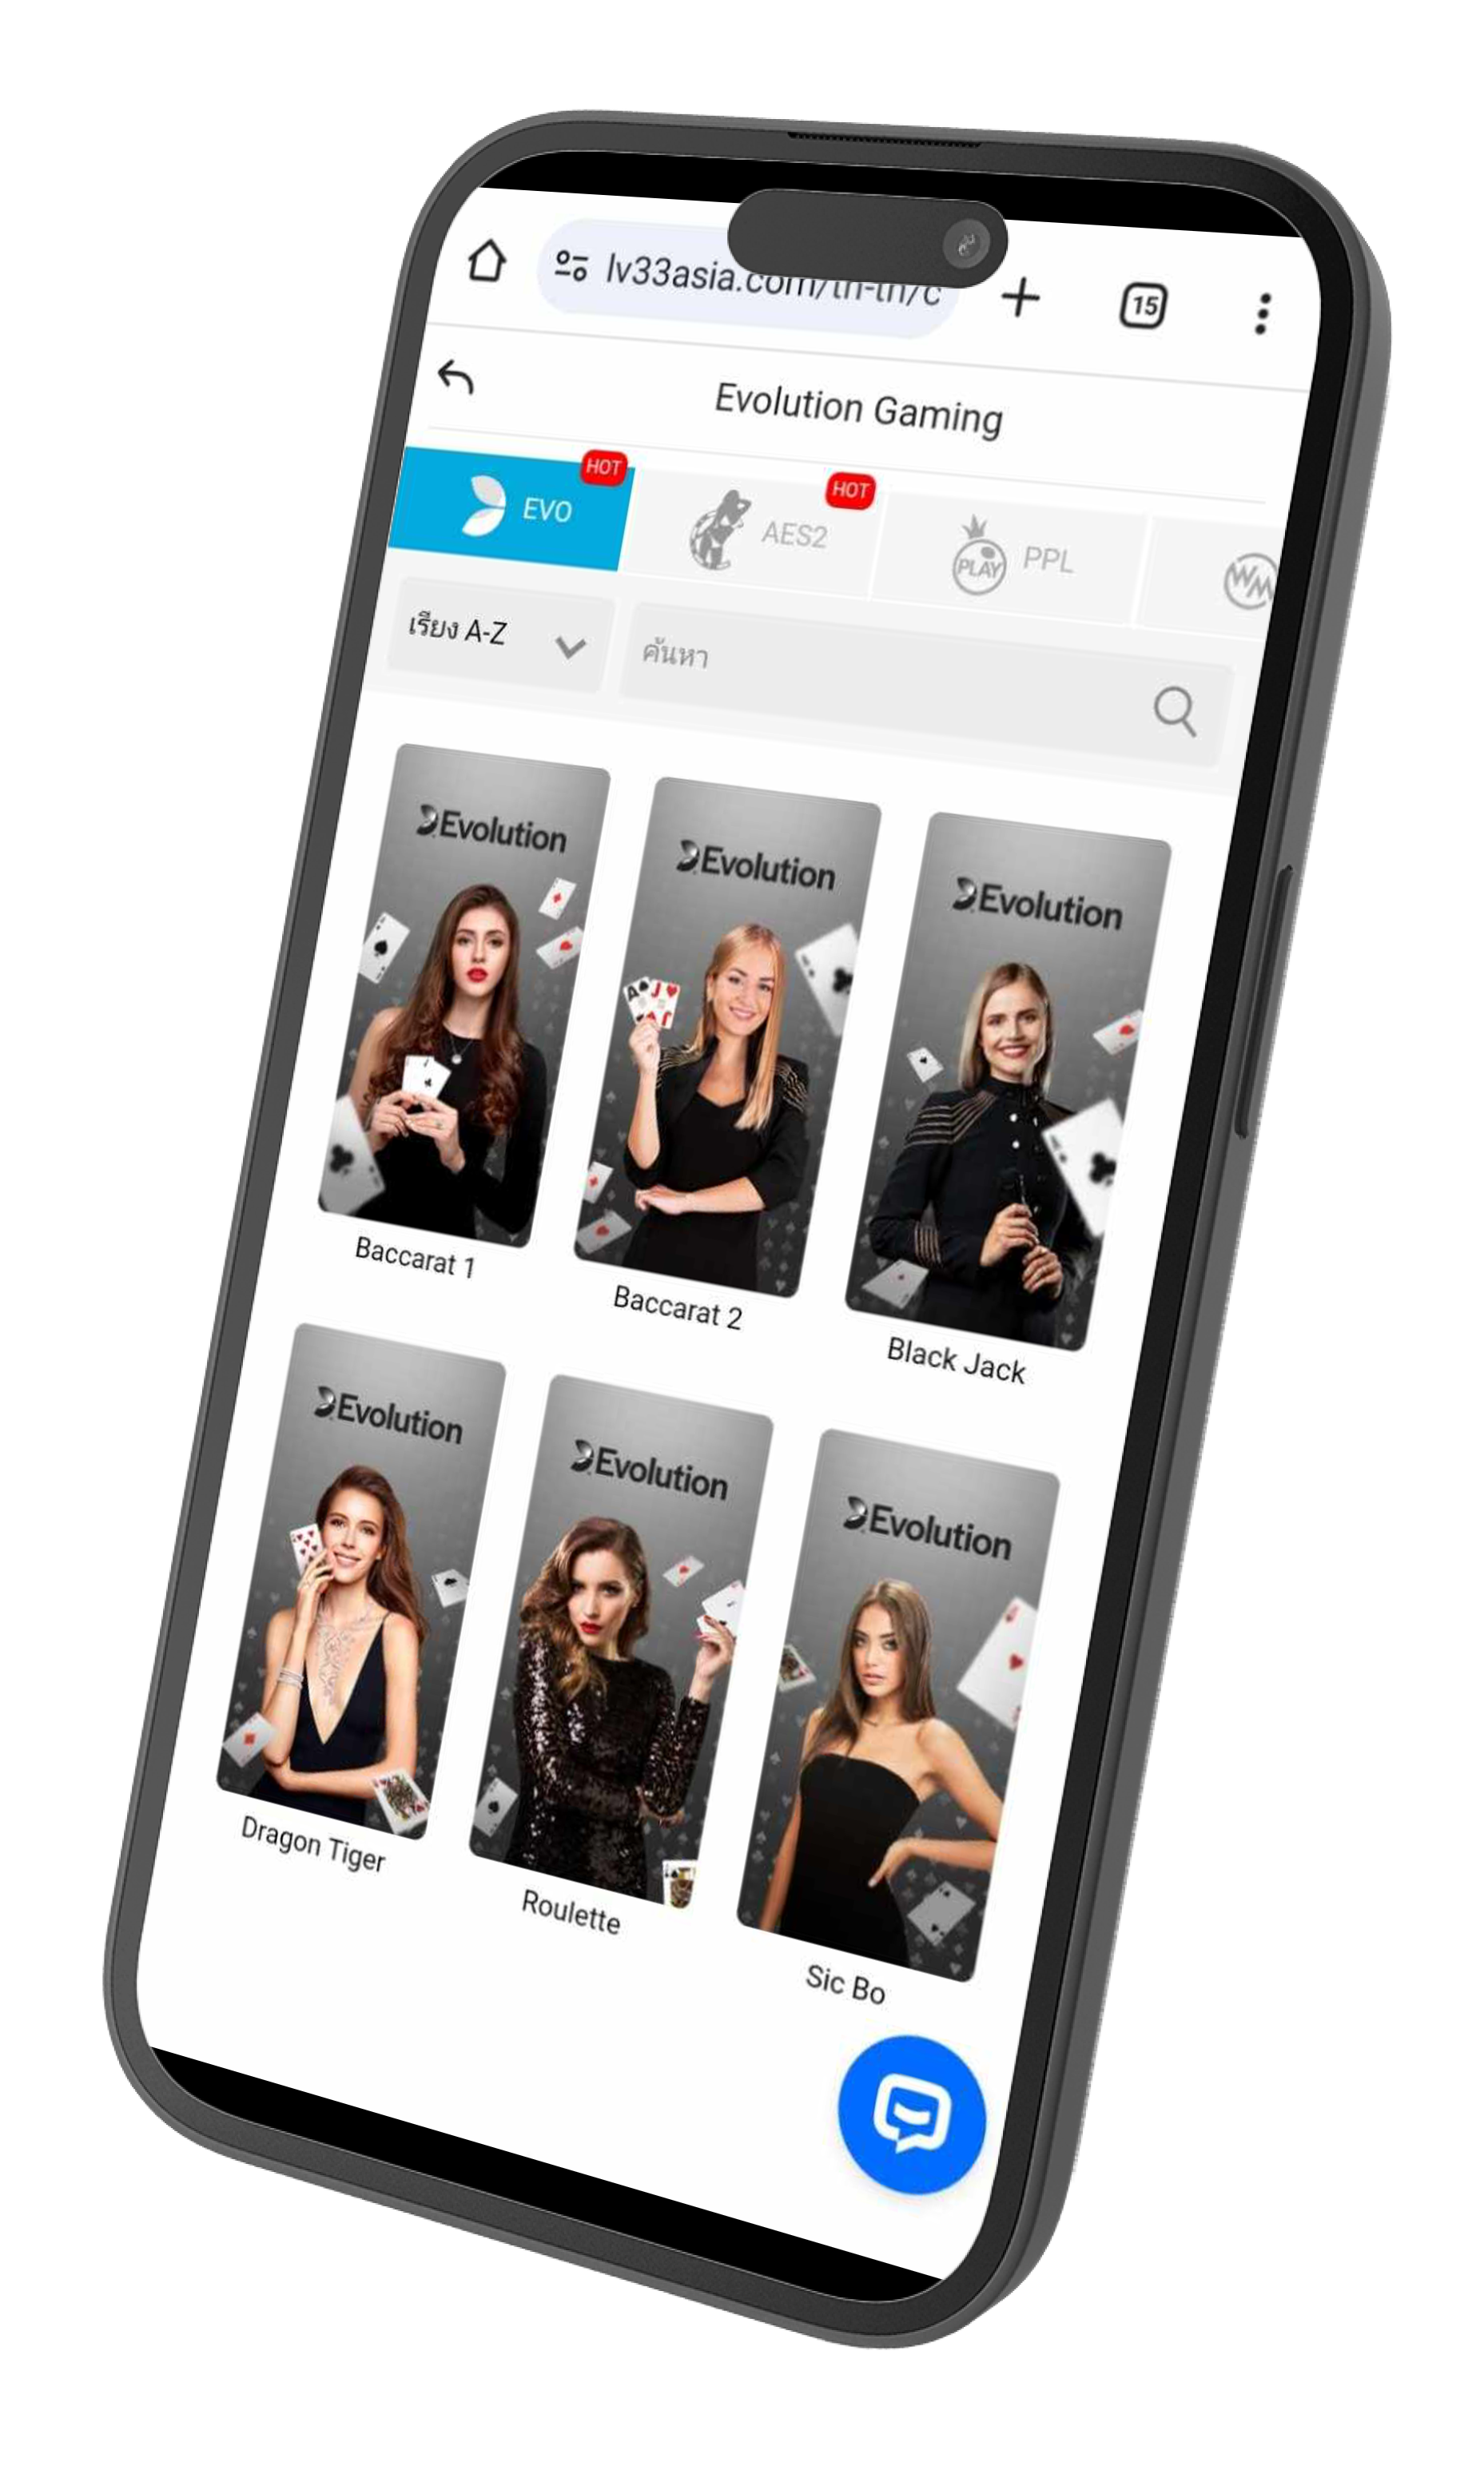 lv33asia.com/th-th/c
15
Evolution Gaming
HOT
HOT
EVO
AES2
PLAY
PPL
WM
เรียง A-Z
ค้นหา
Evolution
Evolution
Evolution
A J
Baccarat 1
Baccarat 2
Black Jack
Evolution
Evolution
Evolution
Dragon Tiger
Roulette
Sic Bo